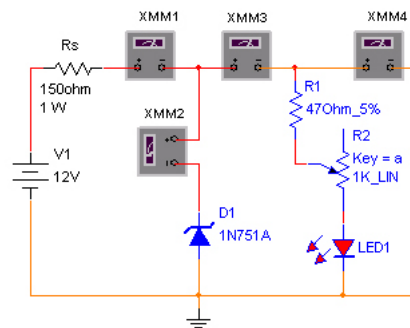 XMM1
XMM3
XMM4
Rs
150ohm
1 W
R1
47Ohm_5%
XMM2
R2
Key = a
1K_LIN
V1
12V
D1
1N751A
LED1